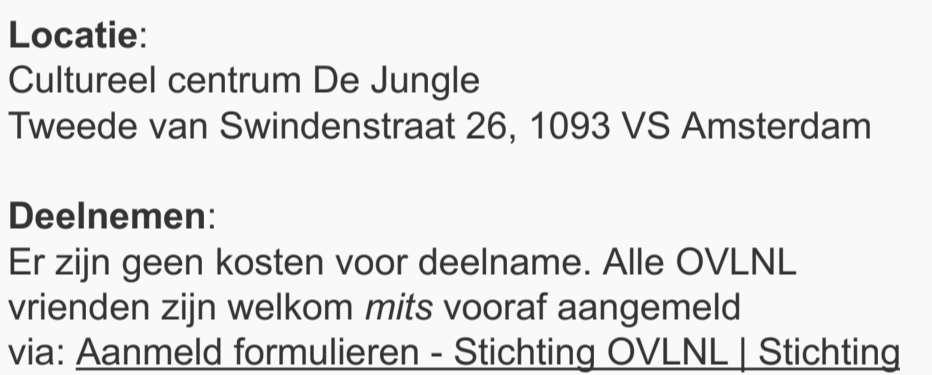 Locatie:
Cultureel centrum De Jungle
Tweede van Swindenstraat 26, 1093 VS Amsterdam
Deelnemen:
Er zijn geen kosten voor deelname. Alle OVLNL
vrienden zijn welkom mits vooraf aangemeld
via: Aanmeld formulieren - Stichting OVLNL | Stichting